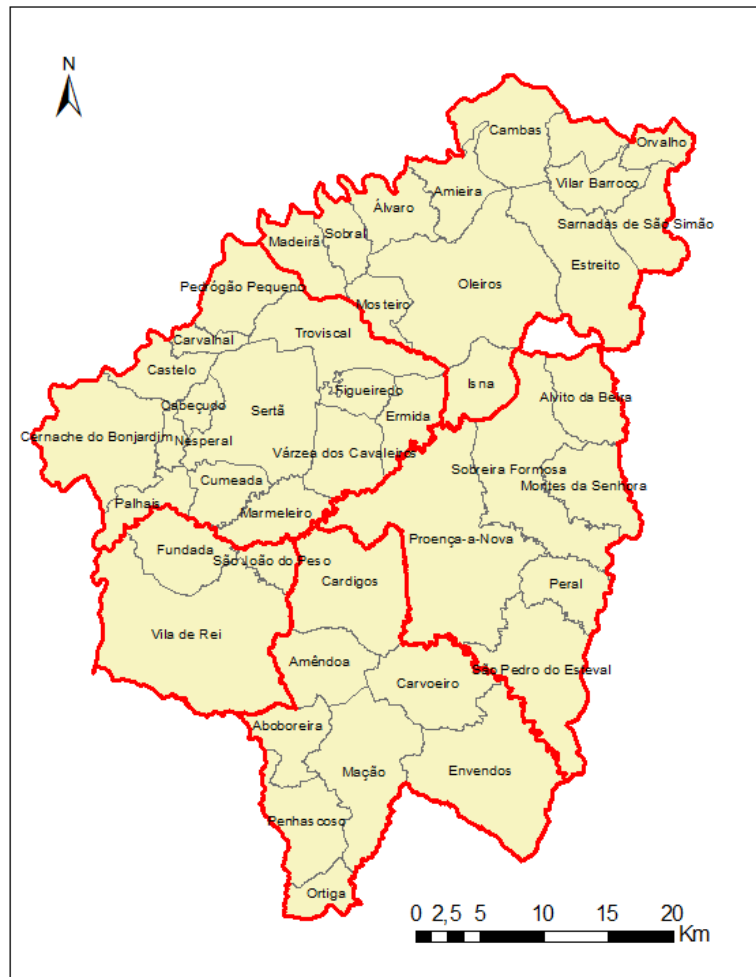 N
Cambas
Orvalho
Vilar Barroco
Amieira
Álvaro
Sarnadas de São Simão
Sobral
Madeirã
Estreito
Pedrógão Pequeno
Oleiros
Mosteiro
Troviscal
Carvalhal
Castelo
Isna
Figueiredo
Alvito da Beira
Cabeçudo
Sertã
Ermida
Cernache do Bonjardim
Nesperal
Várzea dos Cavaleiros
Sobreira Formosa
Cumeada
Montes da Senhora
Palhais
Marmeleiro
Proença-a-Nova
Fundada
São João do Peso
Cardigos
Peral
Vila de Rei
Amêndoa
São Pedro do Esteval
Carvoeiro
Aboboreira
Mação
Envendos
Penhascoso
Ortiga
0 2,5 5 10 15 20
Km